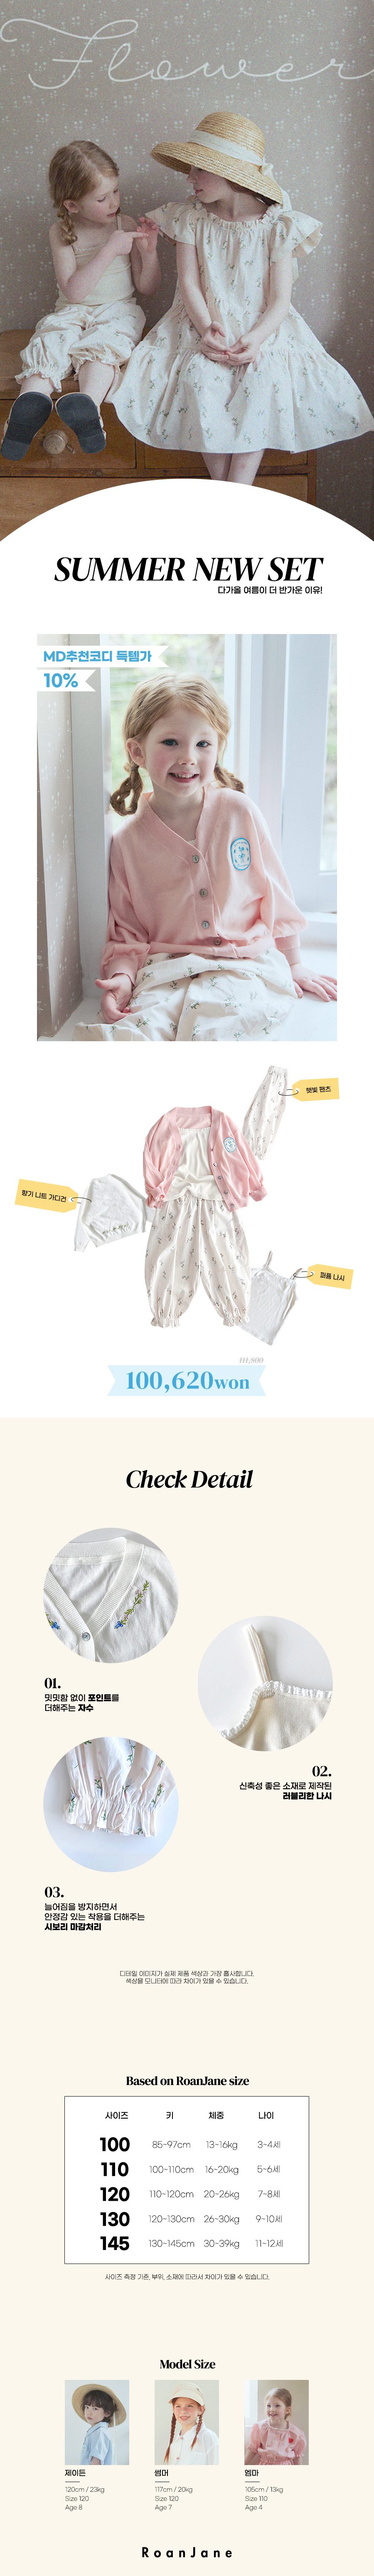 Flower
SUMMER NEW SET
다가올 여름이 더 반가운 이유!
MD추천코디 득템가
10%
햇빛 팬츠
향기 니트 가디건
퍼품 나시
111,800
100,620won
Check Detail
01.
밋밋함 없이 포인트를
더해주는 자수
02.
신축성 좋은 소재로 제작된
러블리한 나시
03.
늘어짐을 방지하면서
안정감 있는 착용을 더해주는
시보리 마감처리
디테일 이미지가 실제 제품 색상과 가장 흡사합니다.
색상을 모니터에 따라 차이가 있을 수 있습니다.
Based on RoanJane size
사이즈 키 체중 나이
100 85~97cm 13~16kg 3~4세
110 100~110cm 16~20kg 5~6세
120 110~120cm 20~26kg 7~8세
130 120~130cm 26~30kg 9~10세
145 130~145cm 30~39kg 11~12세
사이즈 측정 기준, 부위, 소재에 따라서 차이가 있을 수 있습니다.
Model Size
제이든
120cm / 23kg
Size 120
Age 8
썸머
117cm / 20kg
Size 120
Age 7
엠마
105cm / 13kg
Size 110
Age 4
RoanJane